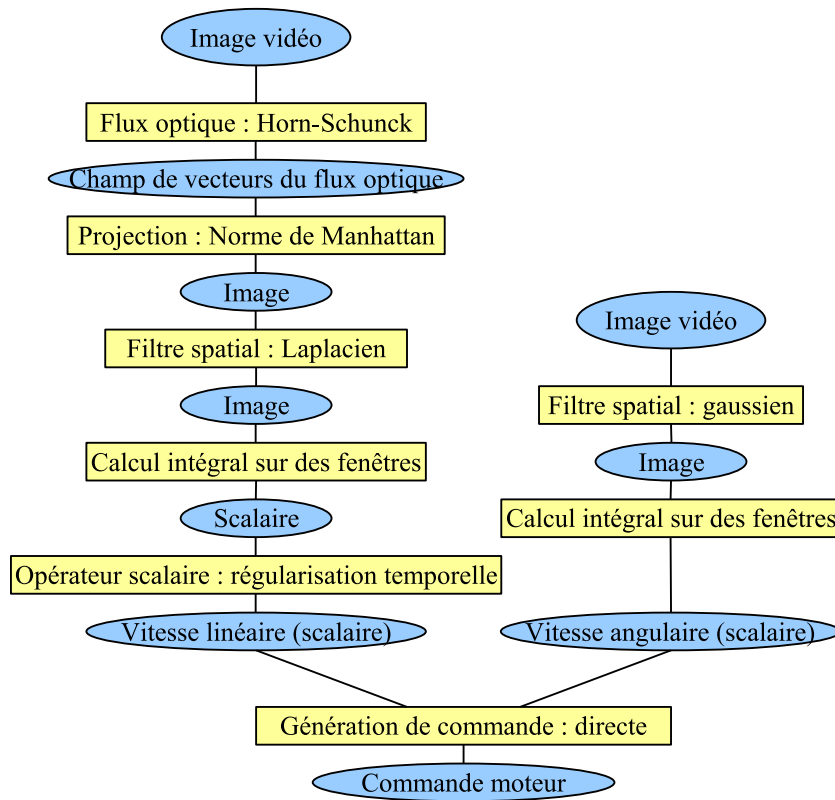 Image vidéo
Flux optique : Horn-Schunck
Champ de vecteurs du flux optique
Projection : Norme de Manhattan
Image
Filtre spatial : Laplacien
Image
Calcul intégral sur des fenêtres
Scalaire
Opérateur scalaire : régularisation temporelle
Vitesse linéaire (scalaire)
Image vidéo
Filtre spatial : gaussien
Image
Calcul intégral sur des fenêtres
Vitesse angulaire (scalaire)
Génération de commande : directe
Commande moteur